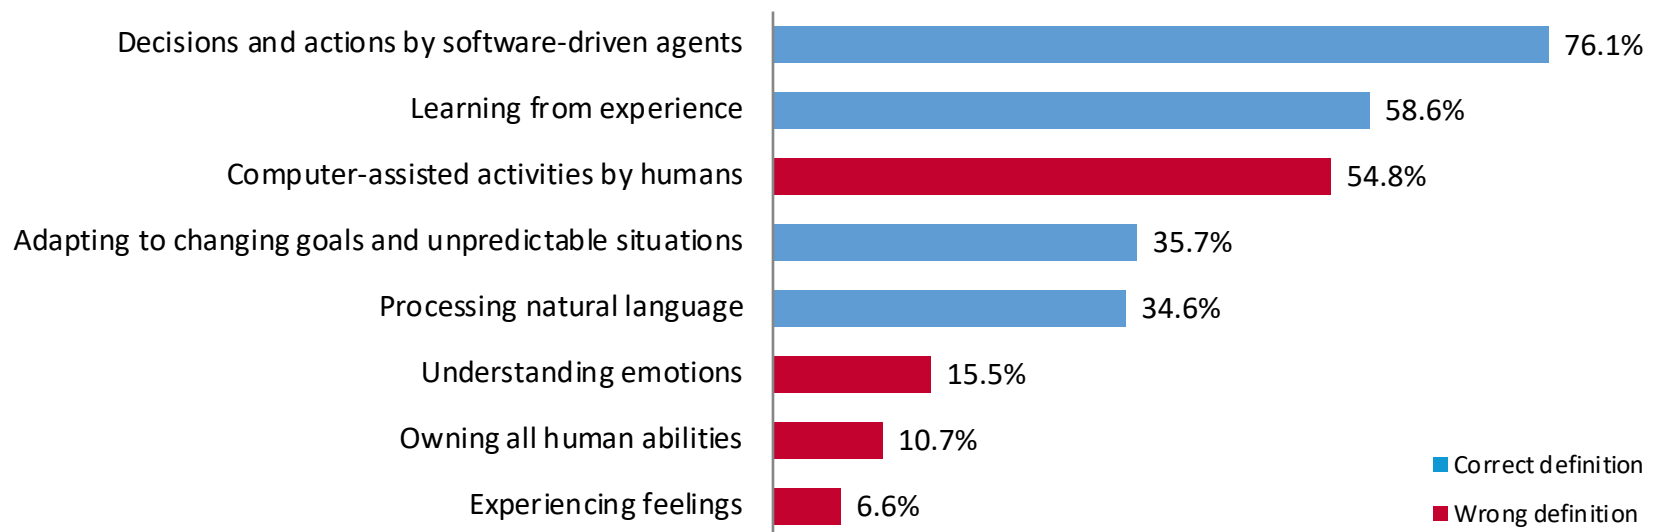 Decisions and actions by software-driven agents 76.1%
Learning from experience 58.6%
Computer-assisted activities by humans 54.8%
Adapting to changing goals and unpredictable situations 35.7%
Processing natural language 34.6%
Understanding emotions 15.5%
Owning all human abilities 10.7%
Experiencing feelings 6.6%
Correct definition
Wrong definition